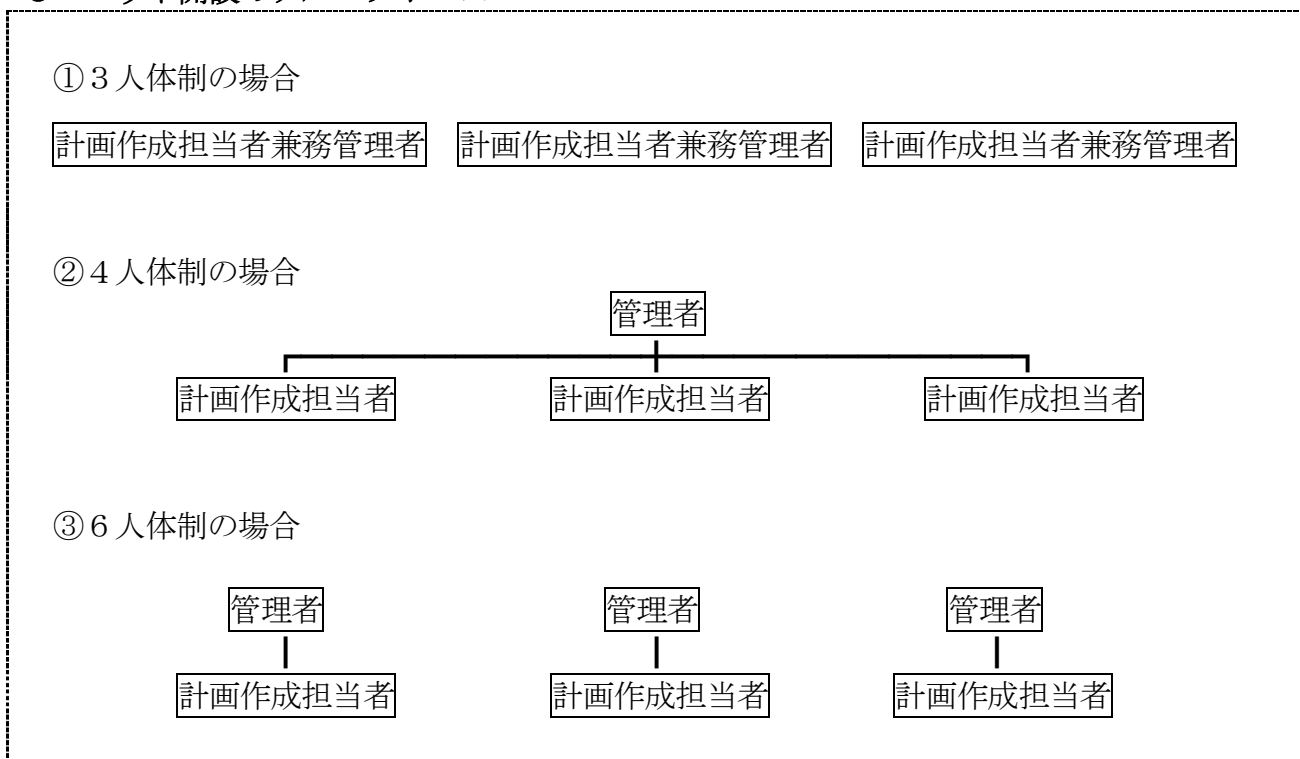 ①３人体制の場合
計画作成担当者兼務管理者 計画作成担当者兼務管理者 計画作成担当者兼務管理者
②４人体制の場合
管理者
計画作成担当者 計画作成担当者 計画作成担当者
③６人体制の場合
管理者 管理者 管理者
計画作成担当者 計画作成担当者 計画作成担当者